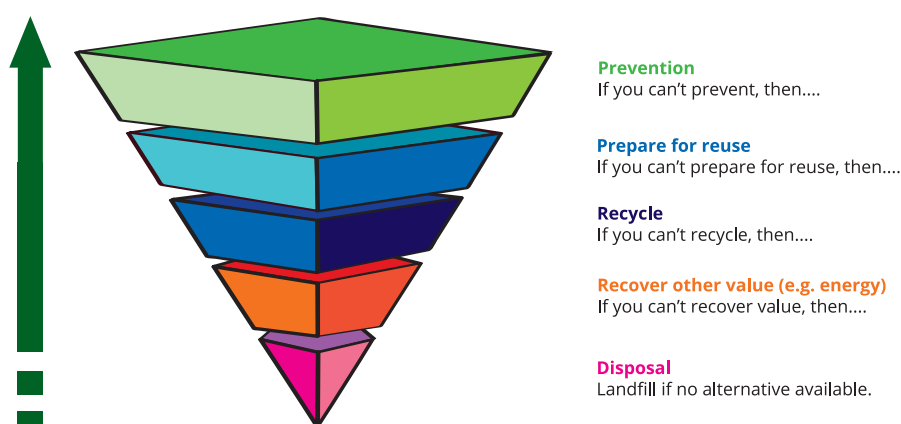 Prevention
If you can’t prevent, then....
Prepare for reuse
If you can’t prepare for reuse, then....
Recycle
If you can’t recycle, then....
Recover other value (e.g. energy)
If you can’t recover value, then....
Disposal
Landfill if no alternative available.